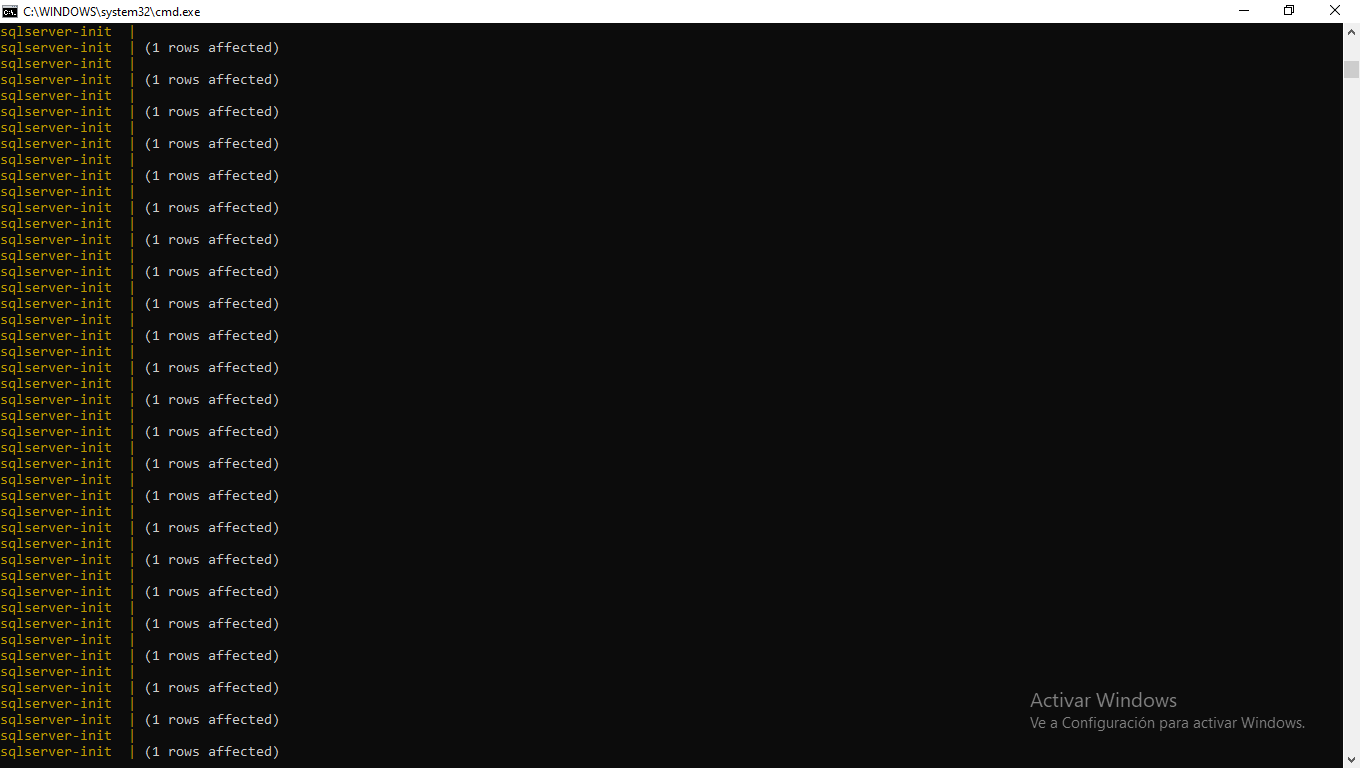 C:\WINDOWS\system32\cmd.exe
sqlserver-init |
sqlserver-init | (1 rows affected)
sqlserver-init |
sqlserver-init | (1 rows affected)
sqlserver-init |
sqlserver-init | (1 rows affected)
sqlserver-init |
sqlserver-init | (1 rows affected)
sqlserver-init |
sqlserver-init | (1 rows affected)
sqlserver-init |
sqlserver-init | (1 rows affected)
sqlserver-init |
sqlserver-init | (1 rows affected)
sqlserver-init |
sqlserver-init | (1 rows affected)
sqlserver-init |
sqlserver-init | (1 rows affected)
sqlserver-init |
sqlserver-init | (1 rows affected)
sqlserver-init |
sqlserver-init | (1 rows affected)
sqlserver-init |
sqlserver-init | (1 rows affected)
sqlserver-init |
sqlserver-init | (1 rows affected)
sqlserver-init |
sqlserver-init | (1 rows affected)
sqlserver-init |
sqlserver-init | (1 rows affected)
sqlserver-init |
sqlserver-init | (1 rows affected)
sqlserver-init |
sqlserver-init | (1 rows affected)
sqlserver-init |
sqlserver-init | (1 rows affected)
sqlserver-init |
sqlserver-init | (1 rows affected)
sqlserver-init |
sqlserver-init | (1 rows affected)
sqlserver-init |
sqlserver-init | (1 rows affected)
sqlserver-init |
sqlserver-init | (1 rows affected)
sqlserver-init |
sqlserver-init | (1 rows affected)
Activar Windows
Ve a Configuración para activar Windows.